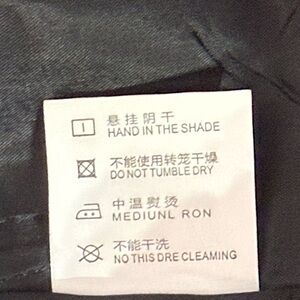 悬挂阴干
HAND IN THE SHADE
不能使用转笼干燥
DO NOT TUMBLE DRY
中温熨烫
MEDIUNL RON
不能干洗
NO THIS DRE CLEAMING